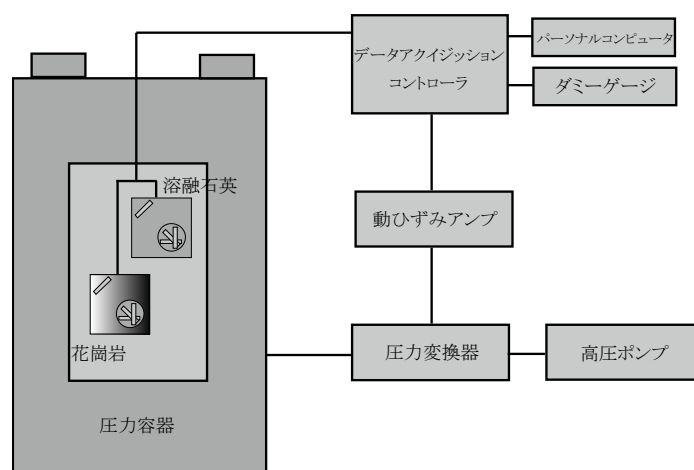 データアクイジッション
コントローラ
パーソナルコンピュータ
ダミーゲージ
溶融石英
動ひずみアンプ
花崗岩
圧力変換器
高圧ポンプ
圧力容器